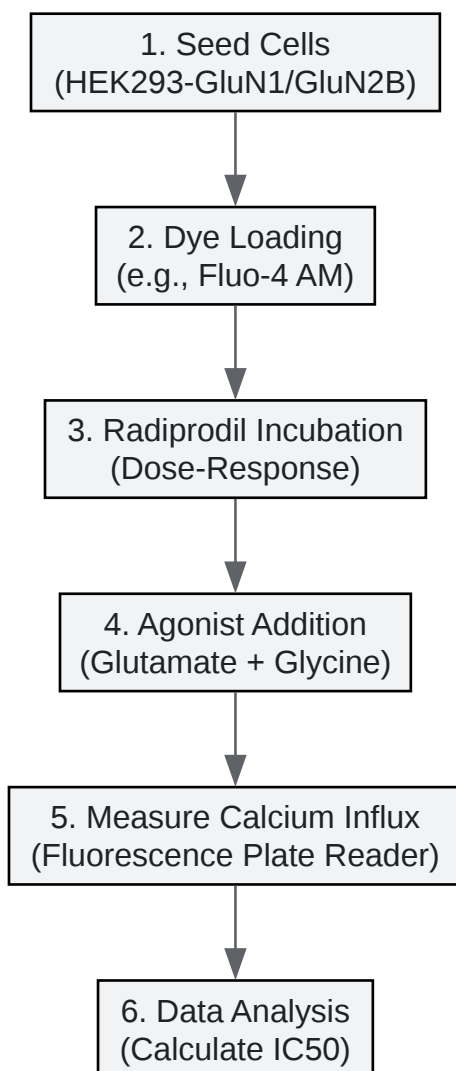 1. Seed Cells
(HEK293-GluN1/GluN2B)
2. Dye Loading
(e.g., Fluo-4 AM)
3. Radiprodil Incubation
(Dose-Response)
4. Agonist Addition
(Glutamate + Glycine)
5. Measure Calcium Influx
(Fluorescence Plate Reader)
6. Data Analysis
(Calculate IC50)